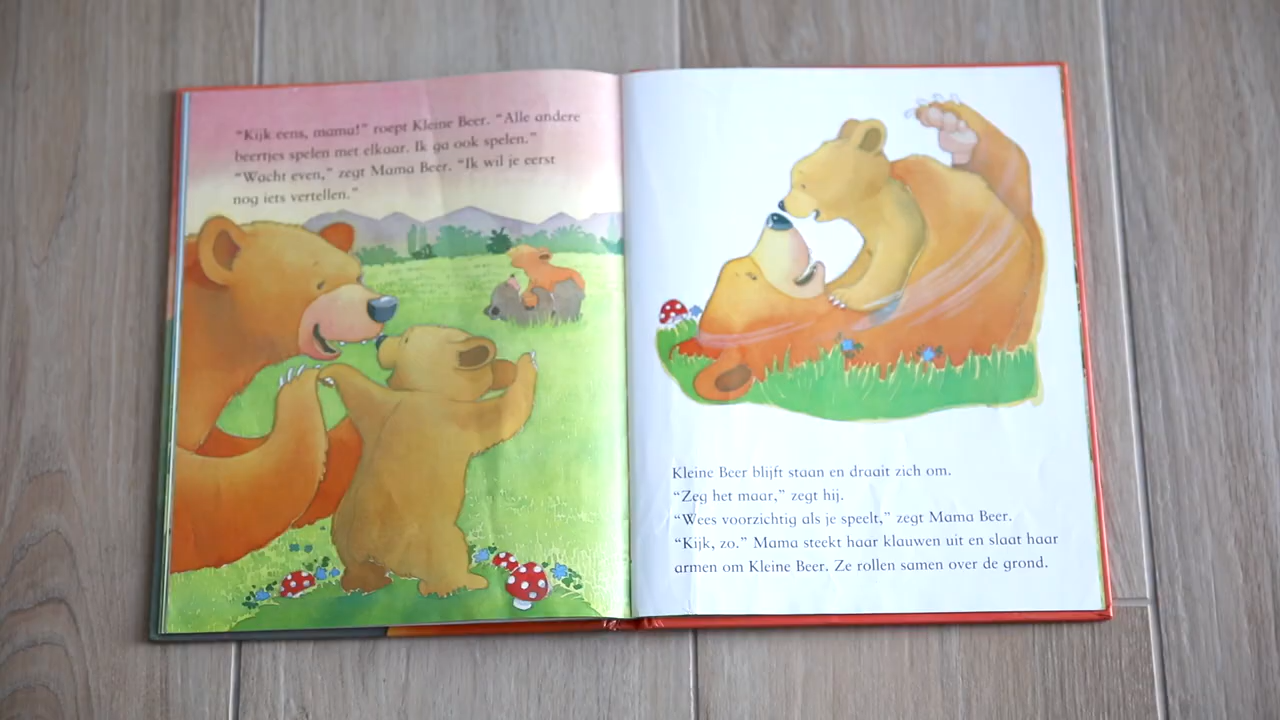 “Kijk eens, mama!” roept Kleine Beer. “Alle andere
beertjes spelen met elkaar. Ik ga ook spelen.”
“Wacht even,” zegt Mama Beer. “Ik wil je eerst
nog iets vertellen.”
Kleine Beer blijft staan en draait zich om.
“Zeg het maar,” zegt hij.
“Wees voorzichtig als je speelt,” zegt Mama Beer.
“Kijk, zo.” Mama steekt haar klauwen uit en slaat haar
armen om Kleine Beer. Ze rollen samen over de grond.